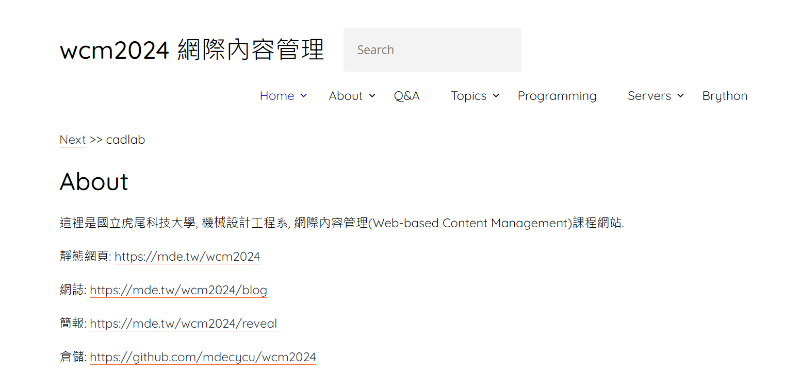 wcm2024 網際內容管理
Search
Home About Q&A Topics Programming Servers Brython
Next >> cadlab
About
這裡是國立虎尾科技大學, 機械設計工程系, 網際內容管理(Web-based Content Management)課程網站.
靜態網頁: https://mde.tw/wcm2024
網誌: https://mde.tw/wcm2024/blog
簡報: https://mde.tw/wcm2024/reveal
倉儲: https://github.com/mdecycu/wcm2024